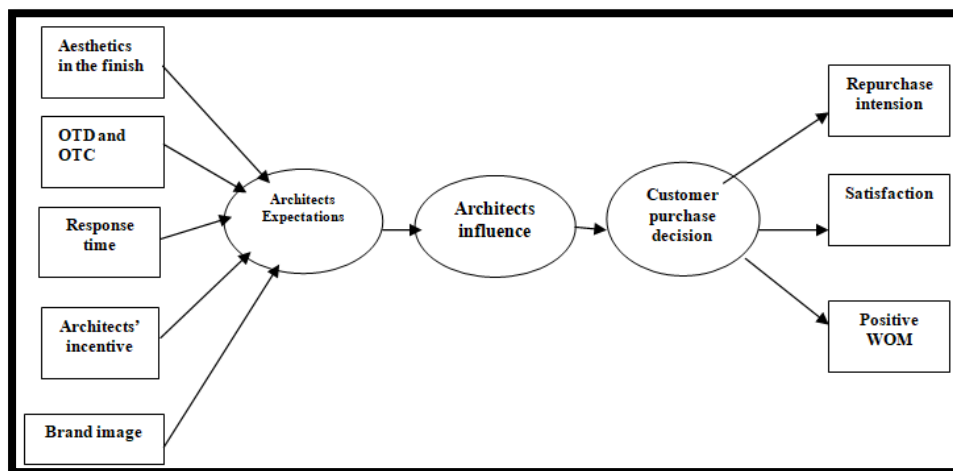 Aesthetics
in the finish
OTD and
OTC
Response
time
Architects'
incentive
Brand image
Architects
Expectations
Architects
influence
Customer
purchase
decision
Repurchase
intension
Satisfaction
Positive
WOM